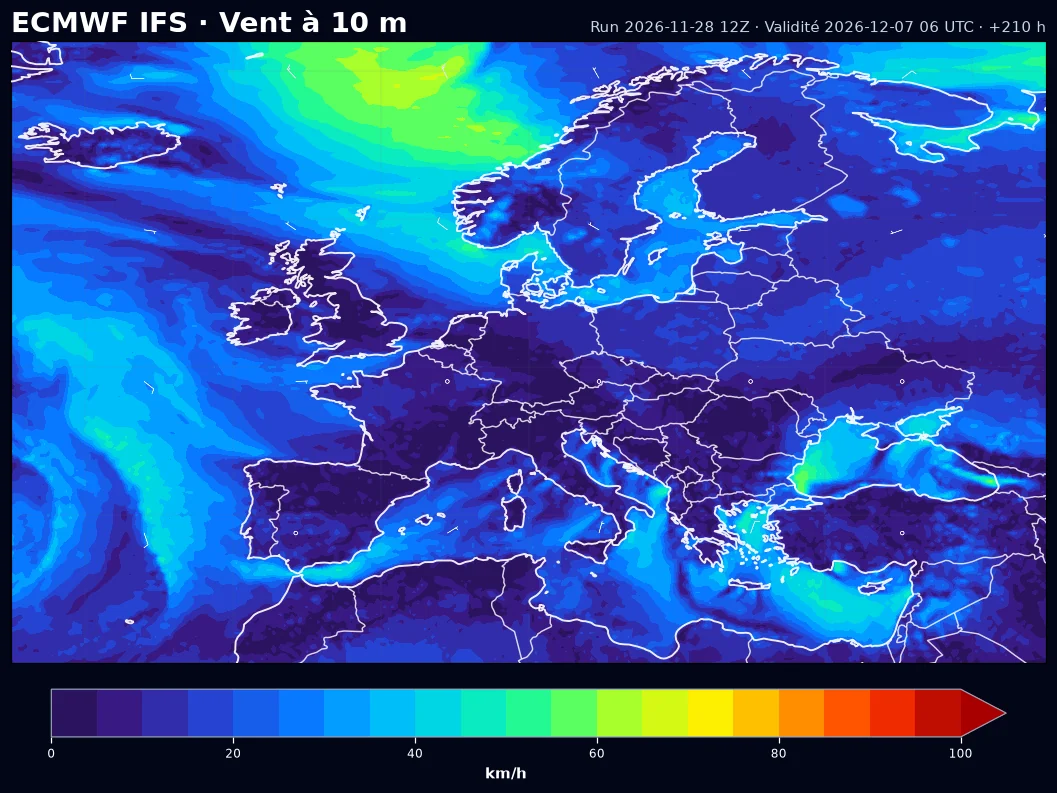 ECMWF IFS · Vent à 10 m
Run 2026-11-28 12Z · Validité 2026-12-07 06 UTC · +210 h
0 20 40 60 80 100
km/h